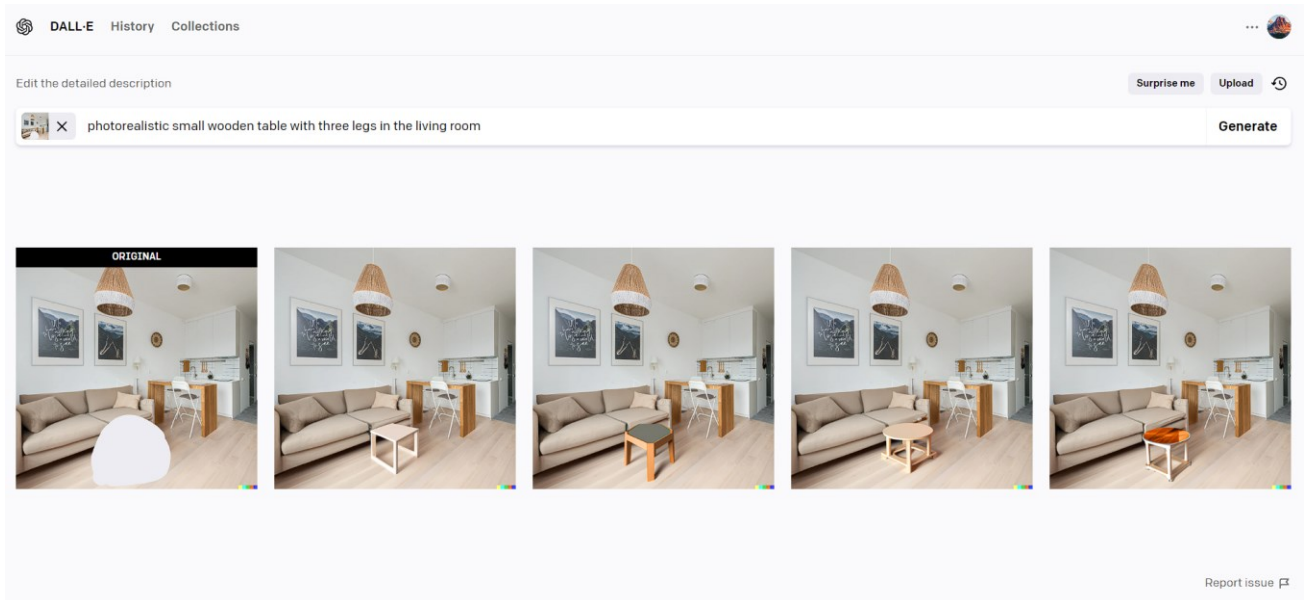 DALL·E History Collections
Edit the detailed description
Surprise me Upload
photorealistic small wooden table with three legs in the living room
Generate
ORIGINAL
Report issue